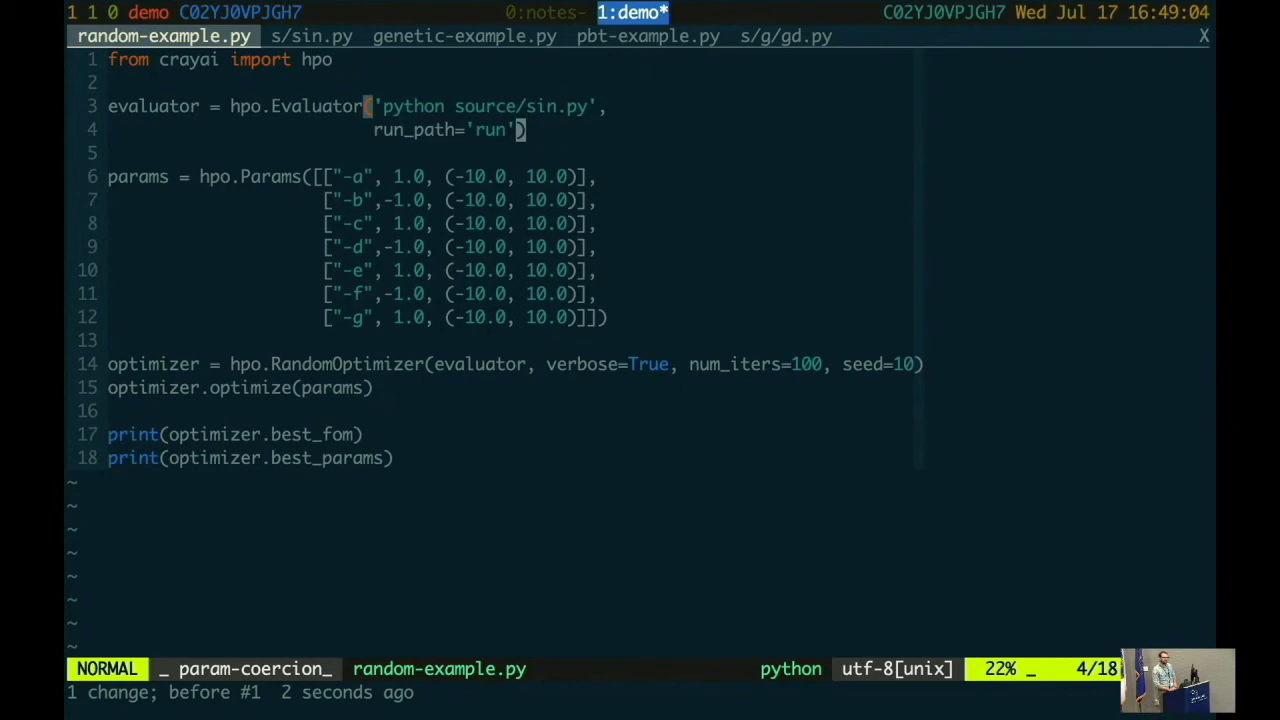 1 1 0 demo C02YJ0VPJGH7 0:notes- 1:demo* C02YJ0VPJGH7 Wed Jul 17 16:49:04
random-example.py s/sin.py genetic-example.py pbt-example.py s/g/gd.py X
1 from crayai import hpo
2
3 evaluator = hpo.Evaluator('python source/sin.py',
4 run_path='run')
5
6 params = hpo.Params([["-a", 1.0, (-10.0, 10.0)],
7 ["-b",-1.0, (-10.0, 10.0)],
8 ["-c", 1.0, (-10.0, 10.0)],
9 ["-d",-1.0, (-10.0, 10.0)],
10 ["-e", 1.0, (-10.0, 10.0)],
11 ["-f",-1.0, (-10.0, 10.0)],
12 ["-g", 1.0, (-10.0, 10.0)]])
13
14 optimizer = hpo.RandomOptimizer(evaluator, verbose=True, num_iters=100, seed=10)
15 optimizer.optimize(params)
16
17 print(optimizer.best_fom)
18 print(optimizer.best_params)
~
~
~
~
~
~
~
~
NORMAL _ param-coercion_ random-example.py python utf-8[unix] 22% _ 4/18
1 change; before #1 2 seconds ago